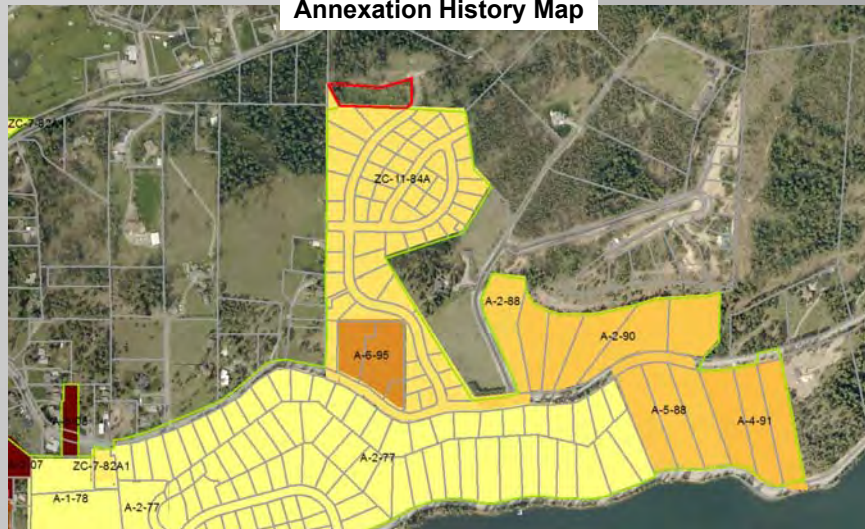 Annexation History Map
ZC-7-82A1
ZC-11-84A
A-2-88
A-2-90
A-6-95
A-5-88
A-4-91
A-2-77
ZC-7-82A1
A-1-78
A-2-77